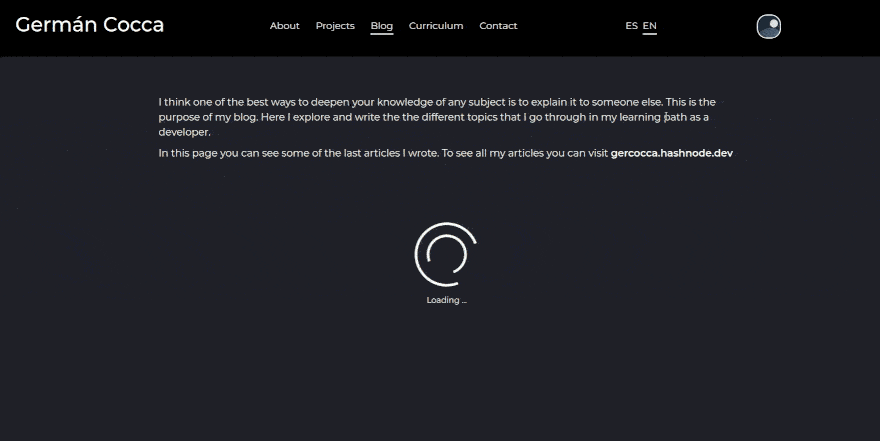 Germán Cocca
About Projects Blog Curriculum Contact
ES EN
I think one of the best ways to deepen your knowledge of any subject is to explain it to someone else. This is the
purpose of my blog. Here I explore and write the the different topics that I go through in my learning path as a
developer.
In this page you can see some of the last articles I wrote. To see all my articles you can visit gercocca.hashnode.dev
Loading ...